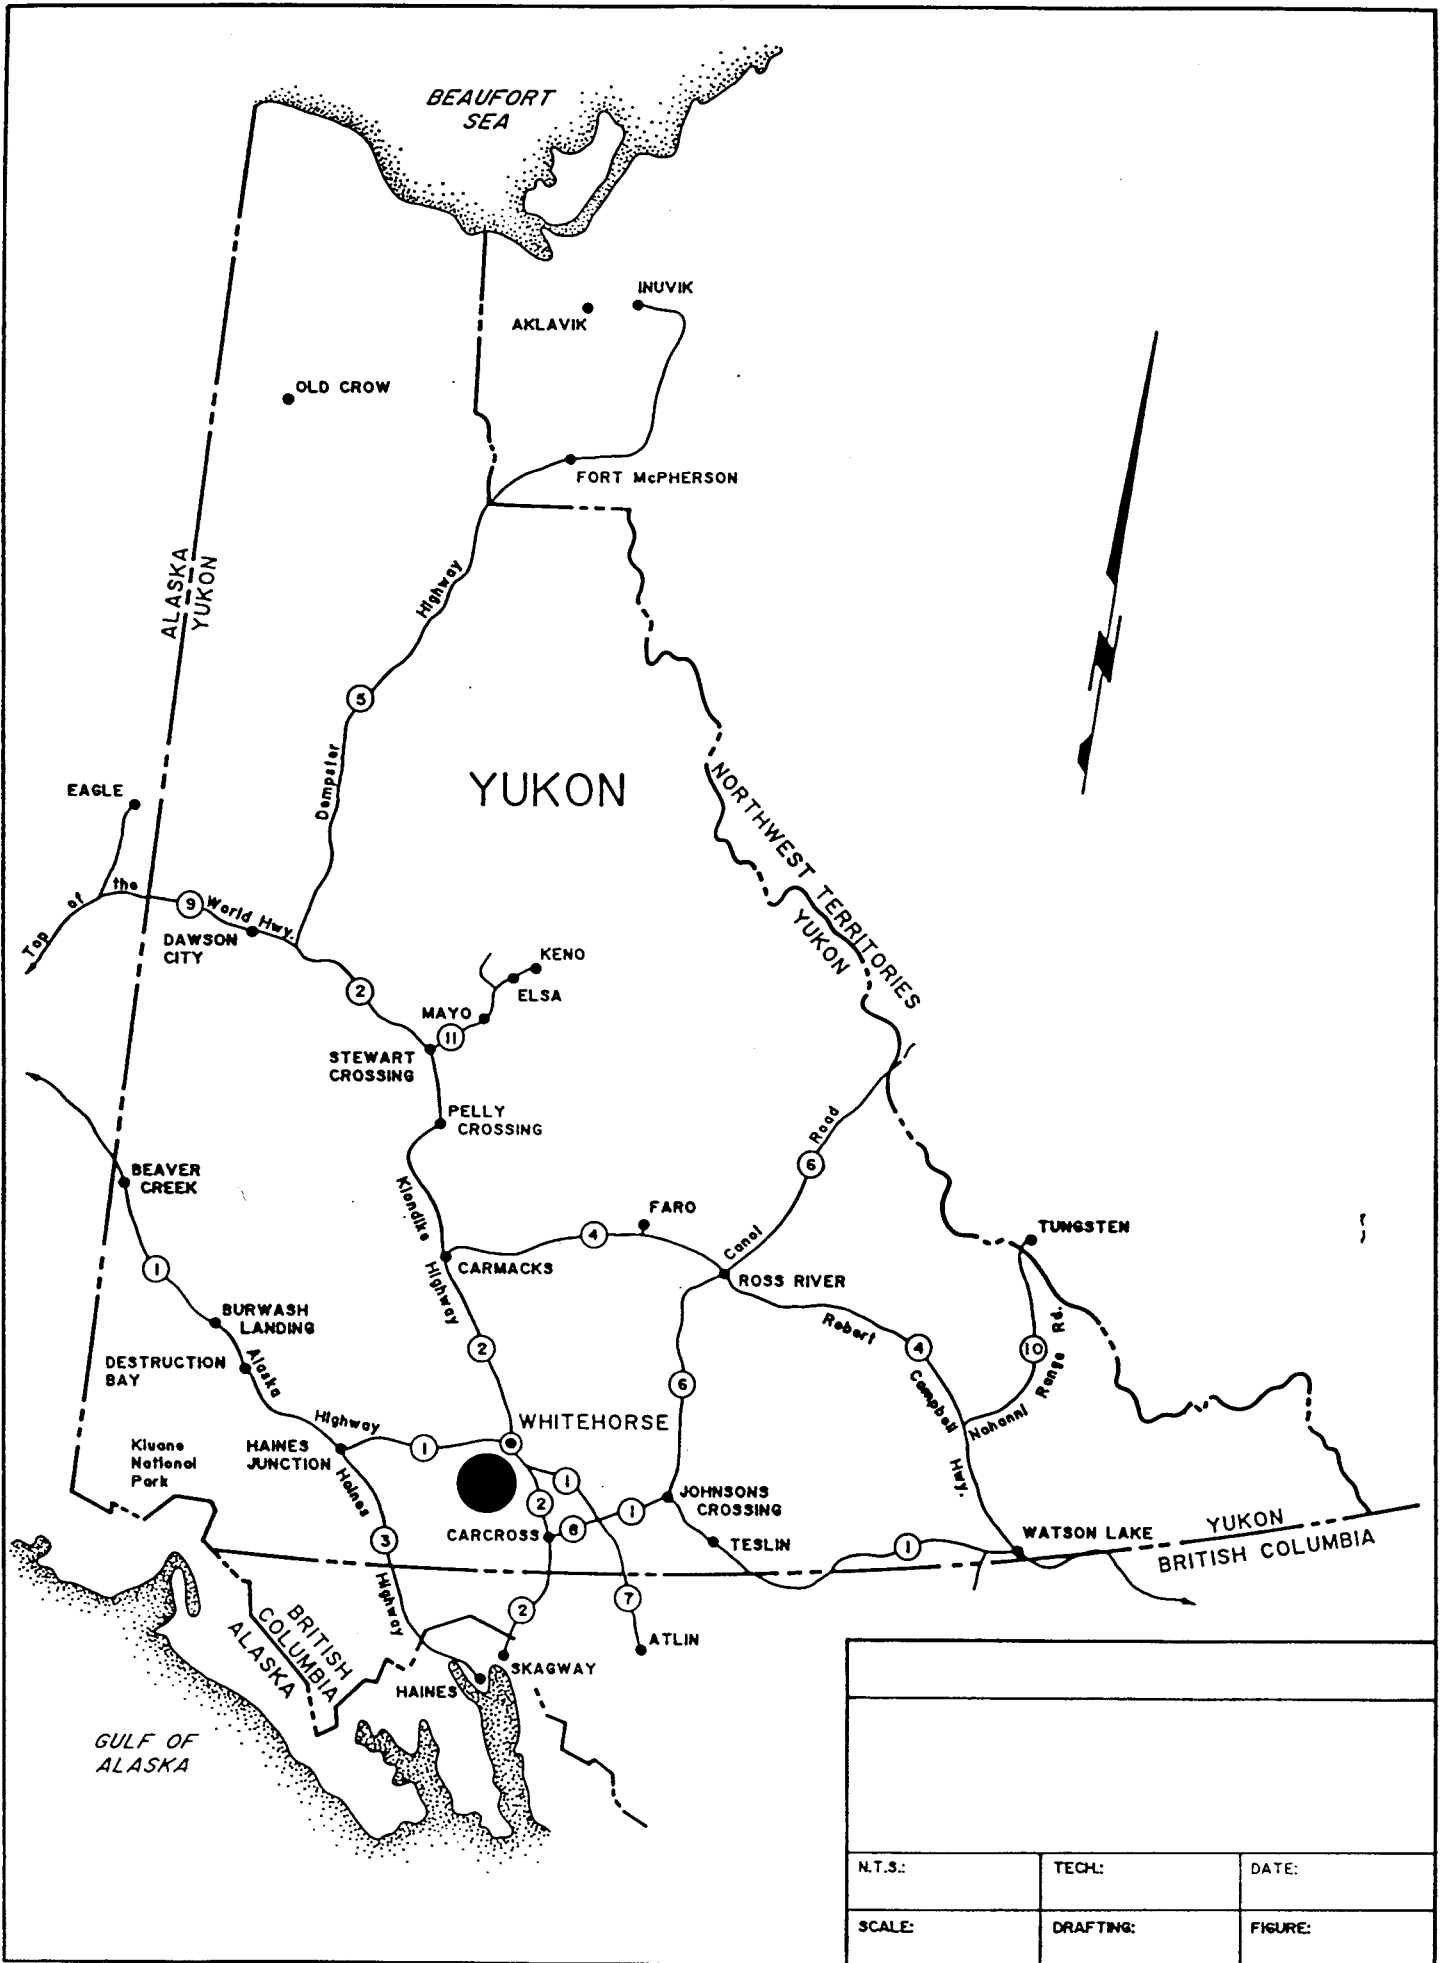 BEAUFORT
SEA
INUVIK
AKLAVIK
OLD CROW
FORT McPHERSON
Highway
ALASKA
YUKON
5
Dempster
YUKON
EAGLE
NORTHWEST TERRITORIES
YUKON
Top of the World Hwy.
9
DAWSON
CITY
KENO
ELSA
2
MAYO
11
STEWART
CROSSING
PELLY
CROSSING
Road
6
BEAVER
CREEK
Klondike
FARO
TUNGSTEN
4
Canol
1
CARMACKS
ROSS RIVER
Highway
BURWASH
LANDING
Robert
Rd.
2
4
10
DESTRUCTION
BAY
Alaska
Range
6
Campbell
Nahanni
Highway
WHITEHORSE
Kluane
National
Park
HAINES
JUNCTION
1
Hwy.
Haines
1
JOHNSONS
CROSSING
2
1
CARCROSS
8
3
TESLIN
1
WATSON LAKE
YUKON
BRITISH COLUMBIA
Highway
2
7
BRITISH
COLUMBIA
ALASKA
ATLIN
SKAGWAY
HAINES
GULF OF
ALASKA
N.T.S.:
TECH.:
DATE:
SCALE:
DRAFTING:
FIGURE: